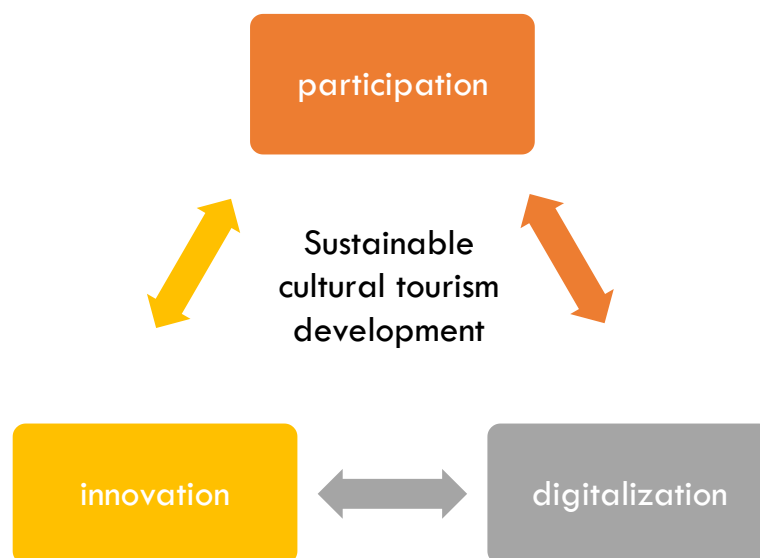 participation
Sustainable
cultural tourism
development
innovation
digitalization